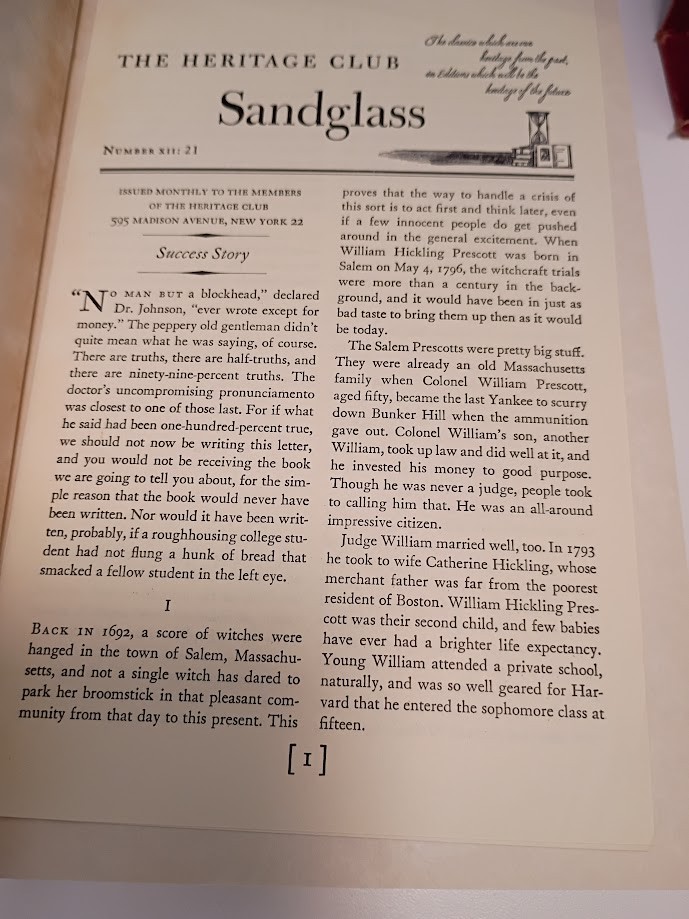 THE HERITAGE CLUB
The classics which are our
heritage from the past,
in Editions which will be the
heritage of the future
Sandglass
NUMBER XII: 21
ISSUED MONTHLY TO THE MEMBERS
OF THE HERITAGE CLUB
595 MADISON AVENUE, NEW YORK 22
Success Story
“NO MAN BUT a blockhead,” declared
Dr. Johnson, “ever wrote except for
money.” The peppery old gentleman didn’t
quite mean what he was saying, of course.
There are truths, there are half-truths, and
there are ninety-nine-percent truths. The
doctor’s uncompromising pronunciamento
was closest to one of those last. For if what
he said had been one-hundred-percent true,
we should not now be writing this letter,
and you would not be receiving the book
we are going to tell you about, for the sim-
ple reason that the book would never have
been written. Nor would it have been writ-
ten, probably, if a roughhousing college stu-
dent had not flung a hunk of bread that
smacked a fellow student in the left eye.
I
BACK IN 1692, a score of witches were
hanged in the town of Salem, Massachu-
setts, and not a single witch has dared to
park her broomstick in that pleasant com-
munity from that day to this present. This
proves that the way to handle a crisis of
this sort is to act first and think later, even
if a few innocent people do get pushed
around in the general excitement. When
William Hickling Prescott was born in
Salem on May 4, 1796, the witchcraft trials
were more than a century in the back-
ground, and it would have been in just as
bad taste to bring them up then as it would
be today.
The Salem Prescotts were pretty big stuff.
They were already an old Massachusetts
family when Colonel William Prescott,
aged fifty, became the last Yankee to scurry
down Bunker Hill when the ammunition
gave out. Colonel William’s son, another
William, took up law and did well at it, and
he invested his money to good purpose.
Though he was never a judge, people took
to calling him that. He was an all-around
impressive citizen.
Judge William married well, too. In 1793
he took to wife Catherine Hickling, whose
merchant father was far from the poorest
resident of Boston. William Hickling Pres-
cott was their second child, and few babies
have ever had a brighter life expectancy.
Young William attended a private school,
naturally, and was so well geared for Har-
vard that he entered the sophomore class at
fifteen.
[1]